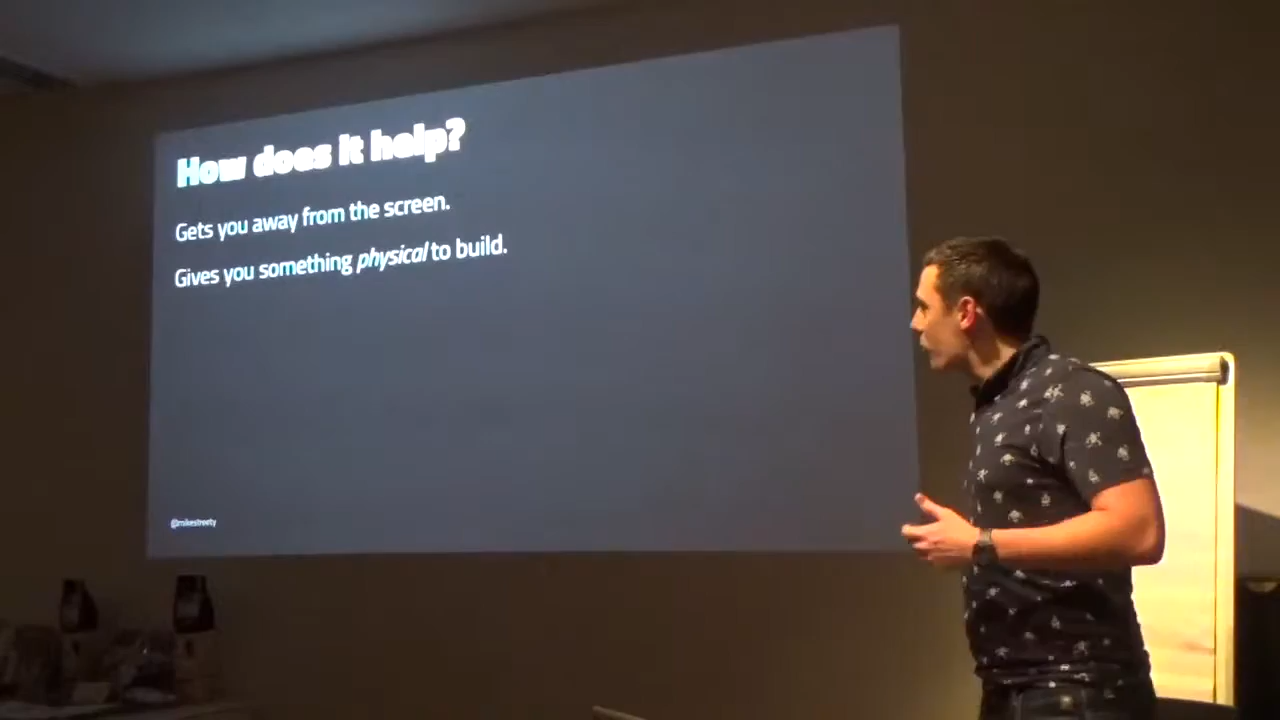 How does it help?
Gets you away from the screen.
Gives you something physical to build.
@mikestreety